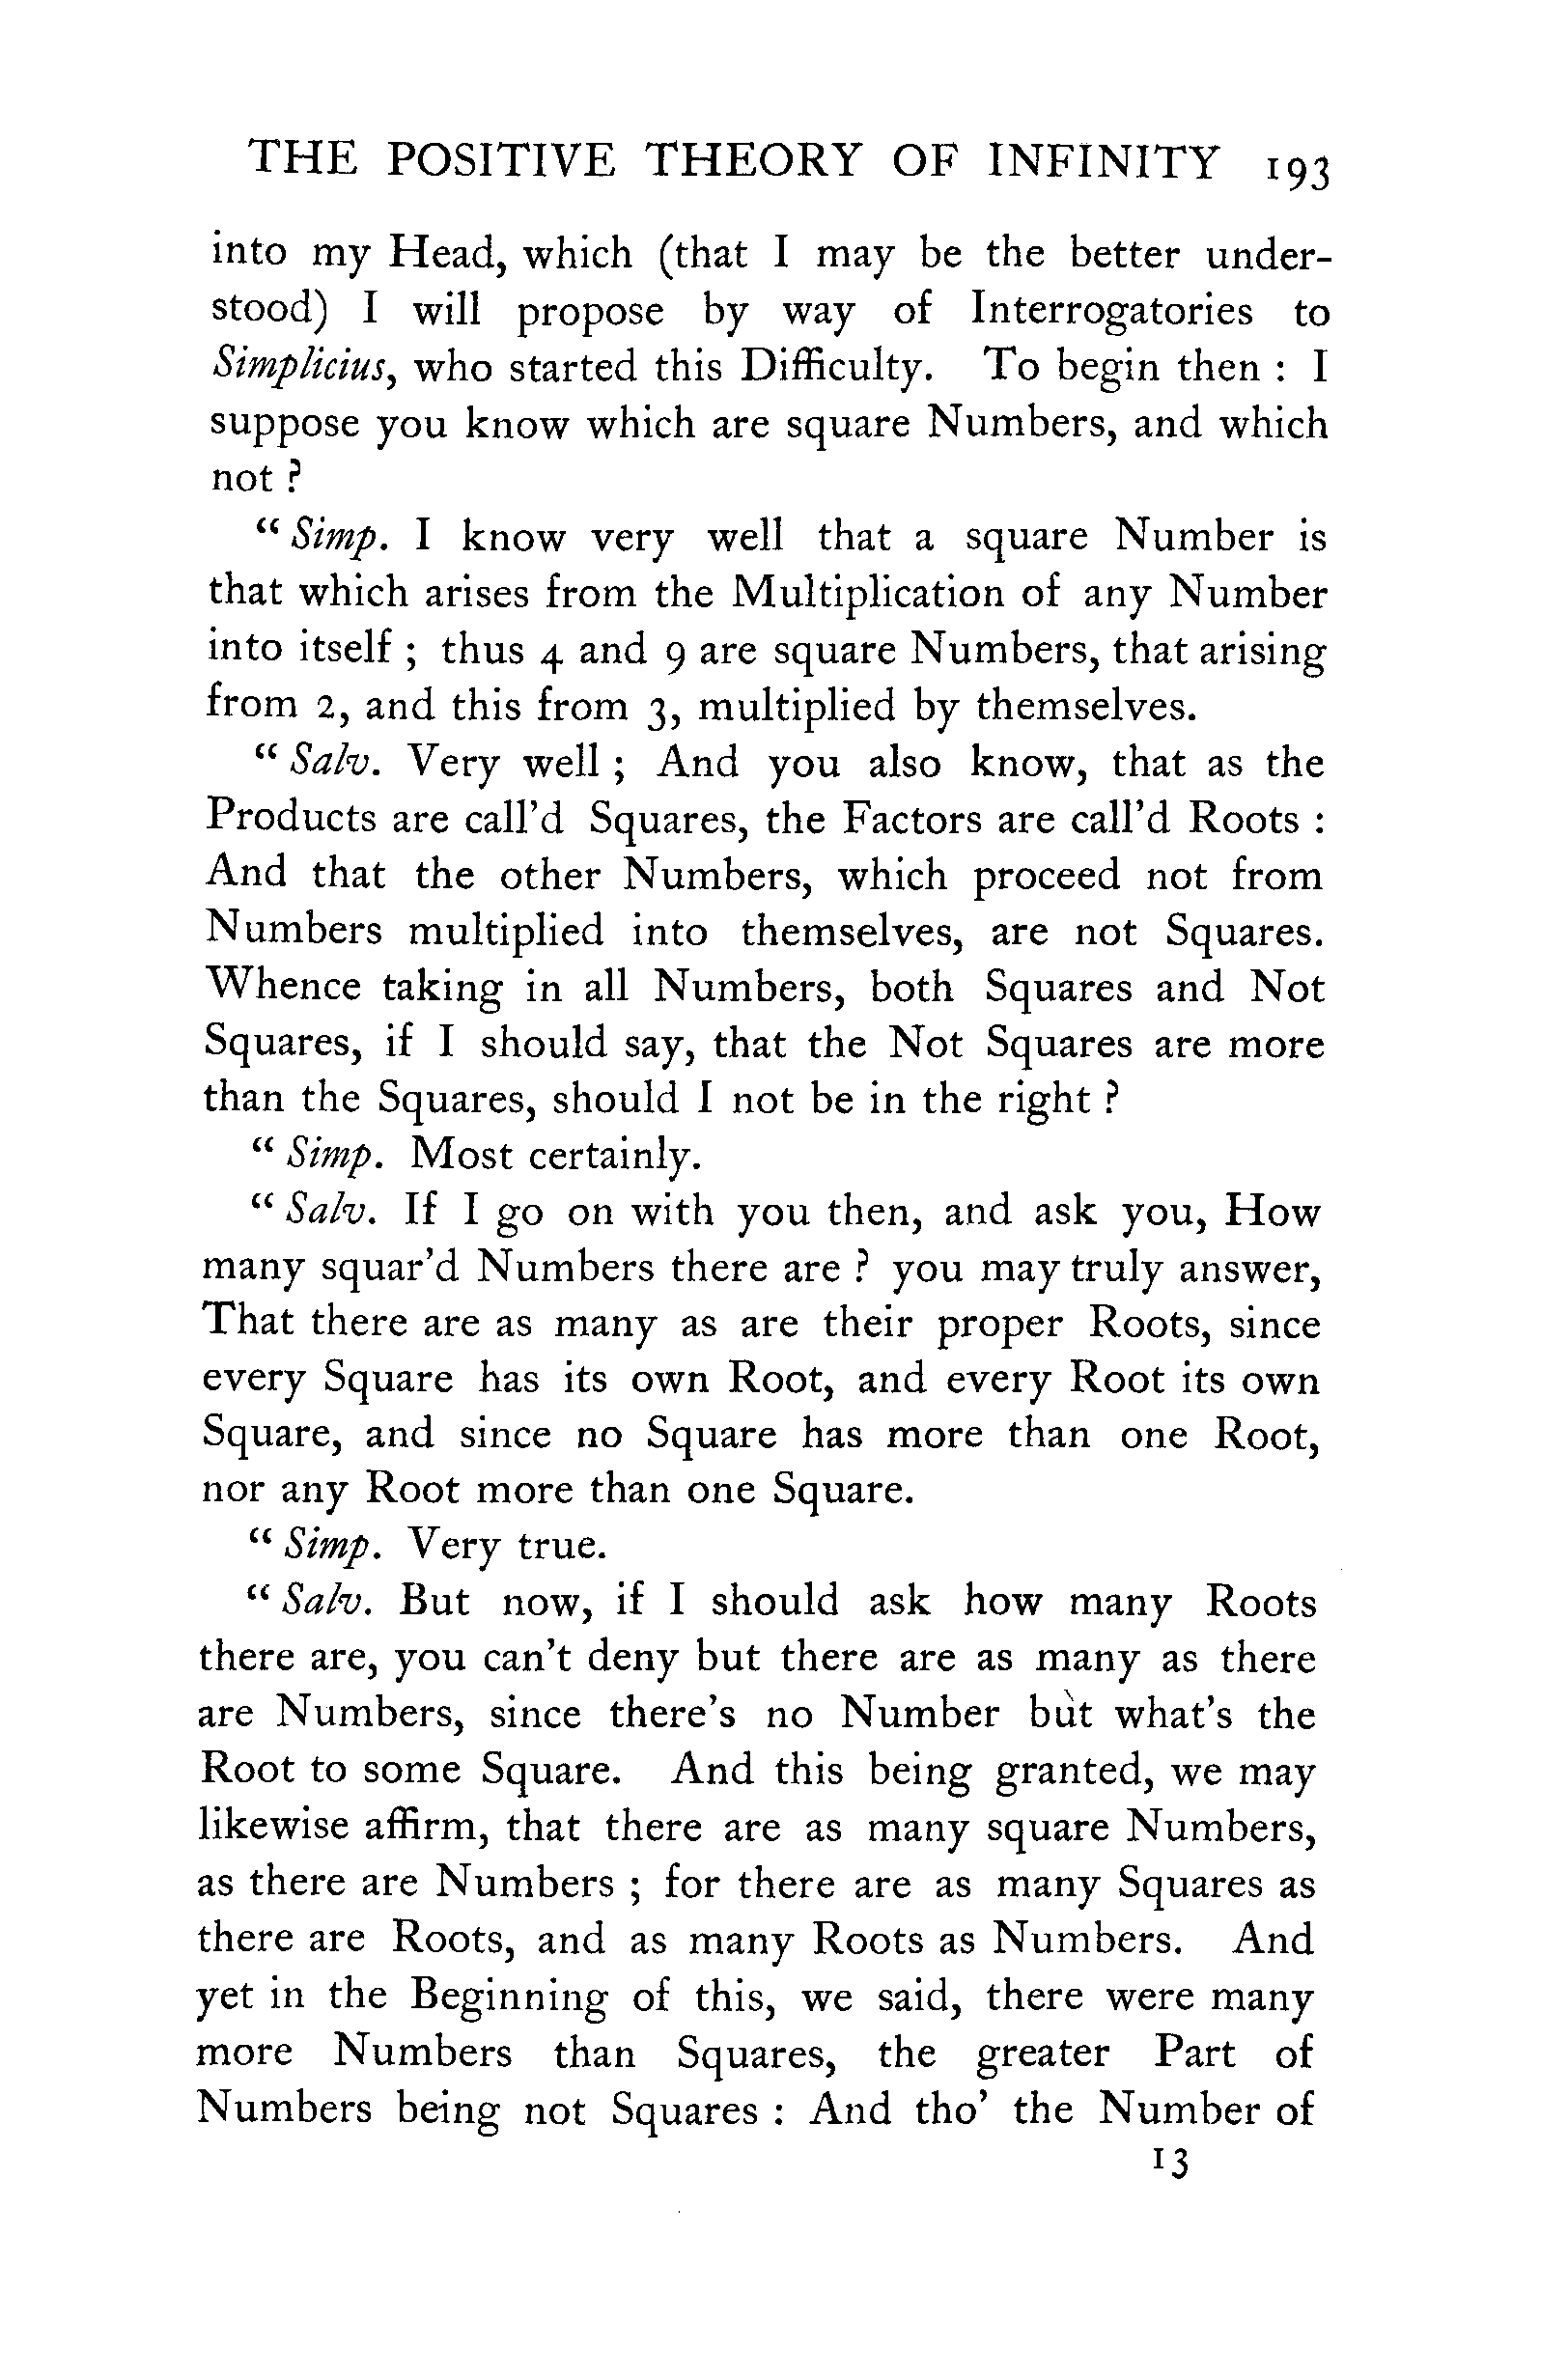 THE POSITIVE THEORY OF INFINITY 193
into my Head, which (that I may be the better under-
stood) I will propose by way of Interrogatories to
Simplicius, who started this Difficulty. To begin then : I
suppose you know which are square Numbers, and which
not ?
“ Simp. I know very well that a square Number is
that which arises from the Multiplication of any Number
into itself ; thus 4 and 9 are square Numbers, that arising
from 2, and this from 3, multiplied by themselves.
“ Salv. Very well ; And you also know, that as the
Products are call’d Squares, the Factors are call’d Roots :
And that the other Numbers, which proceed not from
Numbers multiplied into themselves, are not Squares.
Whence taking in all Numbers, both Squares and Not
Squares, if I should say, that the Not Squares are more
than the Squares, should I not be in the right ?
“ Simp. Most certainly.
“ Salv. If I go on with you then, and ask you, How
many squar’d Numbers there are ? you may truly answer,
That there are as many as are their proper Roots, since
every Square has its own Root, and every Root its own
Square, and since no Square has more than one Root,
nor any Root more than one Square.
“ Simp. Very true.
“ Salv. But now, if I should ask how many Roots
there are, you can’t deny but there are as many as there
are Numbers, since there’s no Number but what’s the
Root to some Square. And this being granted, we may
likewise affirm, that there are as many square Numbers,
as there are Numbers ; for there are as many Squares as
there are Roots, and as many Roots as Numbers. And
yet in the Beginning of this, we said, there were many
more Numbers than Squares, the greater Part of
Numbers being not Squares : And tho’ the Number of
13